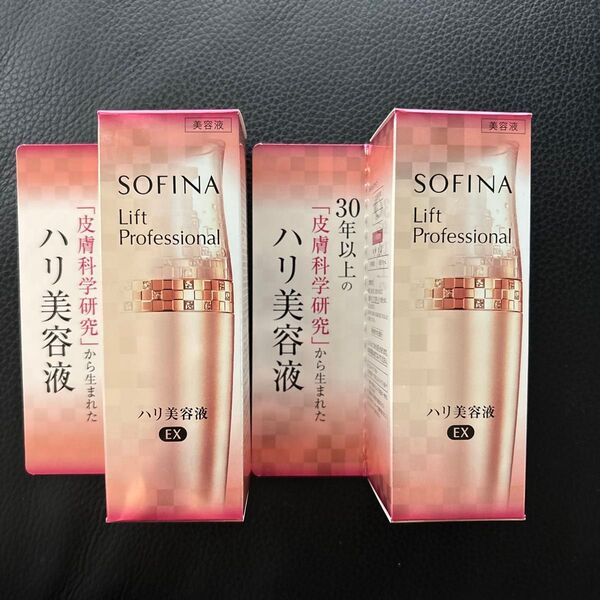 美容液
SOFINA
Lift
Professional
ハリ美容液
EX
「皮膚科学研究」から生まれた
ハリ美容液
美容液
SOFINA
Lift
Professional
ハリ美容液
EX
30年以上の
「皮膚科学研究」から生まれた
ハリ美容液